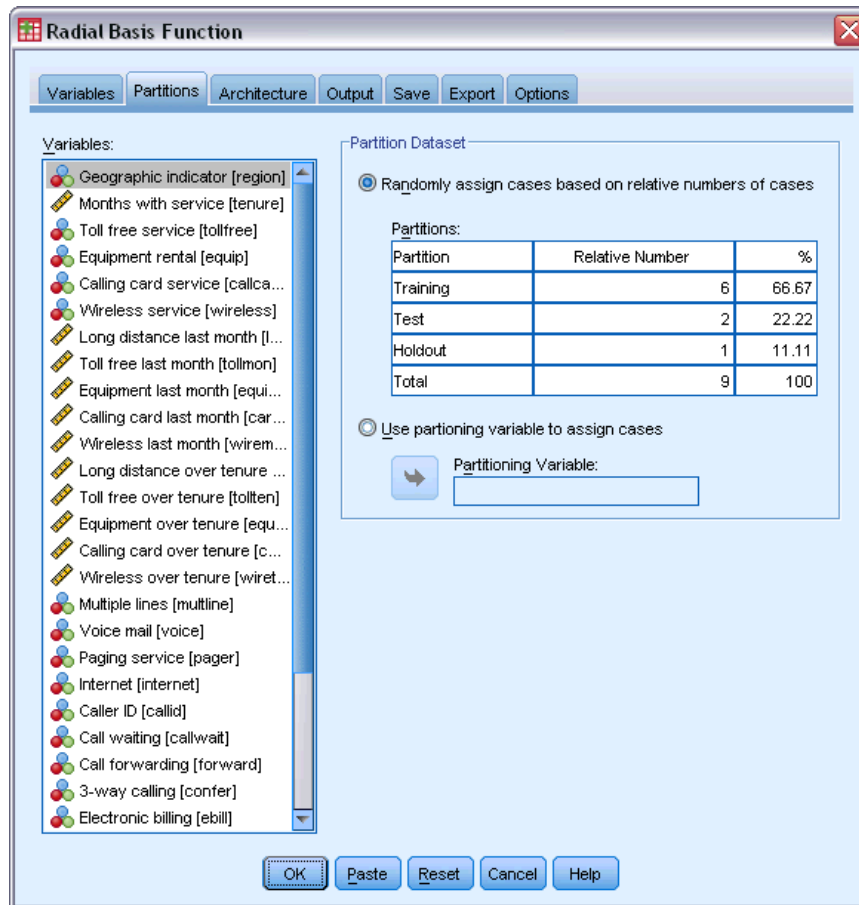 Radial Basis Function
Variables Partitions Architecture Output Save Export Options
Variables:
Geographic indicator [region]
Months with service [tenure]
Toll free service [tollfree]
Equipment rental [equip]
Calling card service [callca...
Wireless service [wireless]
Long distance last month [l...
Toll free last month [tollmon]
Equipment last month [equi...
Calling card last month [car...
Wireless last month [wirem...
Long distance over tenure ...
Toll free over tenure [tollten]
Equipment over tenure [equ...
Calling card over tenure [c...
Wireless over tenure [wiret...
Multiple lines [multline]
Voice mail [voice]
Paging service [pager]
Internet [internet]
Caller ID [callid]
Call waiting [callwait]
Call forwarding [forward]
3-way calling [confer]
Electronic billing [ebill]
Partition Dataset
Randomly assign cases based on relative numbers of cases
Partitions:
Partition Relative Number %
Training 6 66.67
Test 2 22.22
Holdout 1 11.11
Total 9 100
Use partioning variable to assign cases
Partitioning Variable:
OK Paste Reset Cancel Help